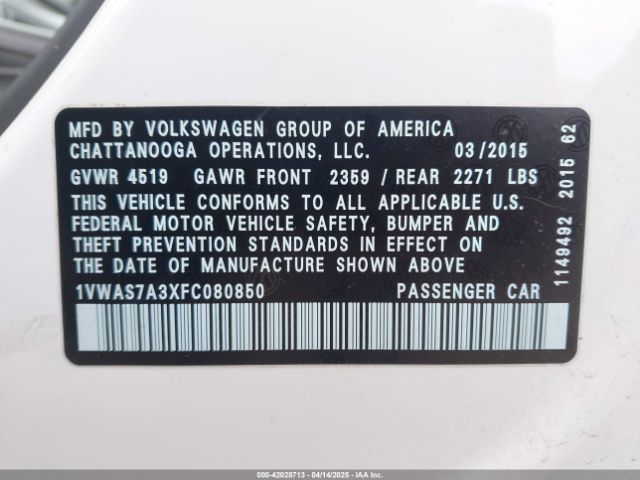 MFD BY VOLKSWAGEN GROUP OF AMERICA
CHATTANOOGA OPERATIONS, LLC. 03/2015
GVWR 4519 GAWR FRONT 2359 / REAR 2271 LBS
THIS VEHICLE CONFORMS TO ALL APPLICABLE U.S.
FEDERAL MOTOR VEHICLE SAFETY, BUMPER AND
THEFT PREVENTION STANDARDS IN EFFECT ON
THE DATE OF MANUFACTURE SHOWN ABOVE
1VWAS7A3XFC080850 PASSENGER CAR
1149492 2015 62
000-42028713 - 04/14/2025 - IAAI.COM